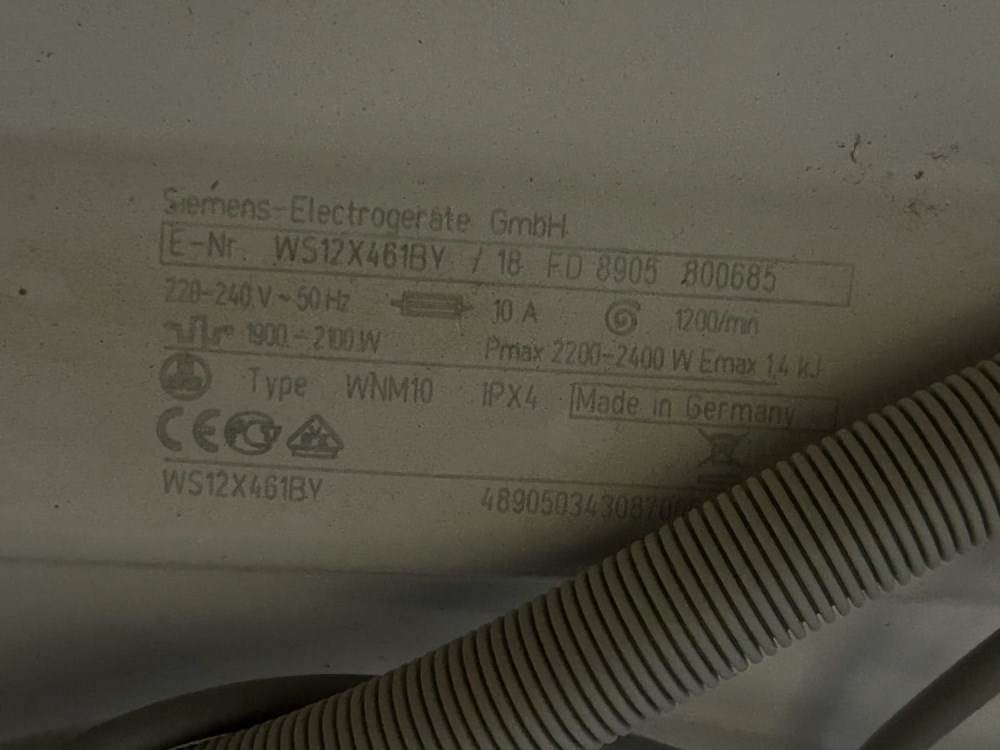 Siemens-Electrogeräte GmbH
E-Nr. WS12X461BY / 18 FD 8905 800685
220-240 V ~ 50 Hz 10 A 1200/min
1900 - 2100 W Pmax 2200-2400 W Emax 1,4 kJ
Type WNM10 IPX4 Made in Germany
CE
WS12X461BY